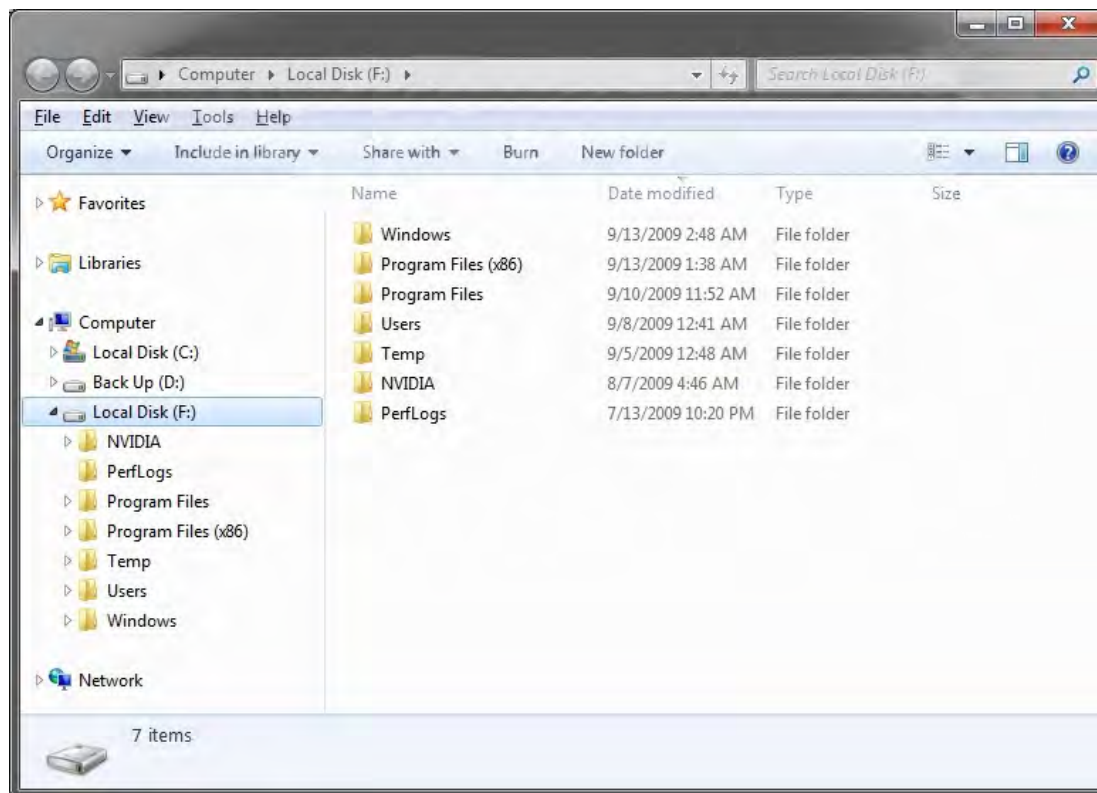 Computer Local Disk (F:) Search Local Disk (F:)
File Edit View Tools Help
Organize Include in library Share with Burn New folder
Favorites
Libraries
Computer
Local Disk (C:)
Back Up (D:)
Local Disk (F:)
NVIDIA
PerfLogs
Program Files
Program Files (x86)
Temp
Users
Windows
Network
Name Date modified Type Size
Windows 9/13/2009 2:48 AM File folder
Program Files (x86) 9/13/2009 1:38 AM File folder
Program Files 9/10/2009 11:52 AM File folder
Users 9/8/2009 12:41 AM File folder
Temp 9/5/2009 12:48 AM File folder
NVIDIA 8/7/2009 4:46 AM File folder
PerfLogs 7/13/2009 10:20 PM File folder
7 items